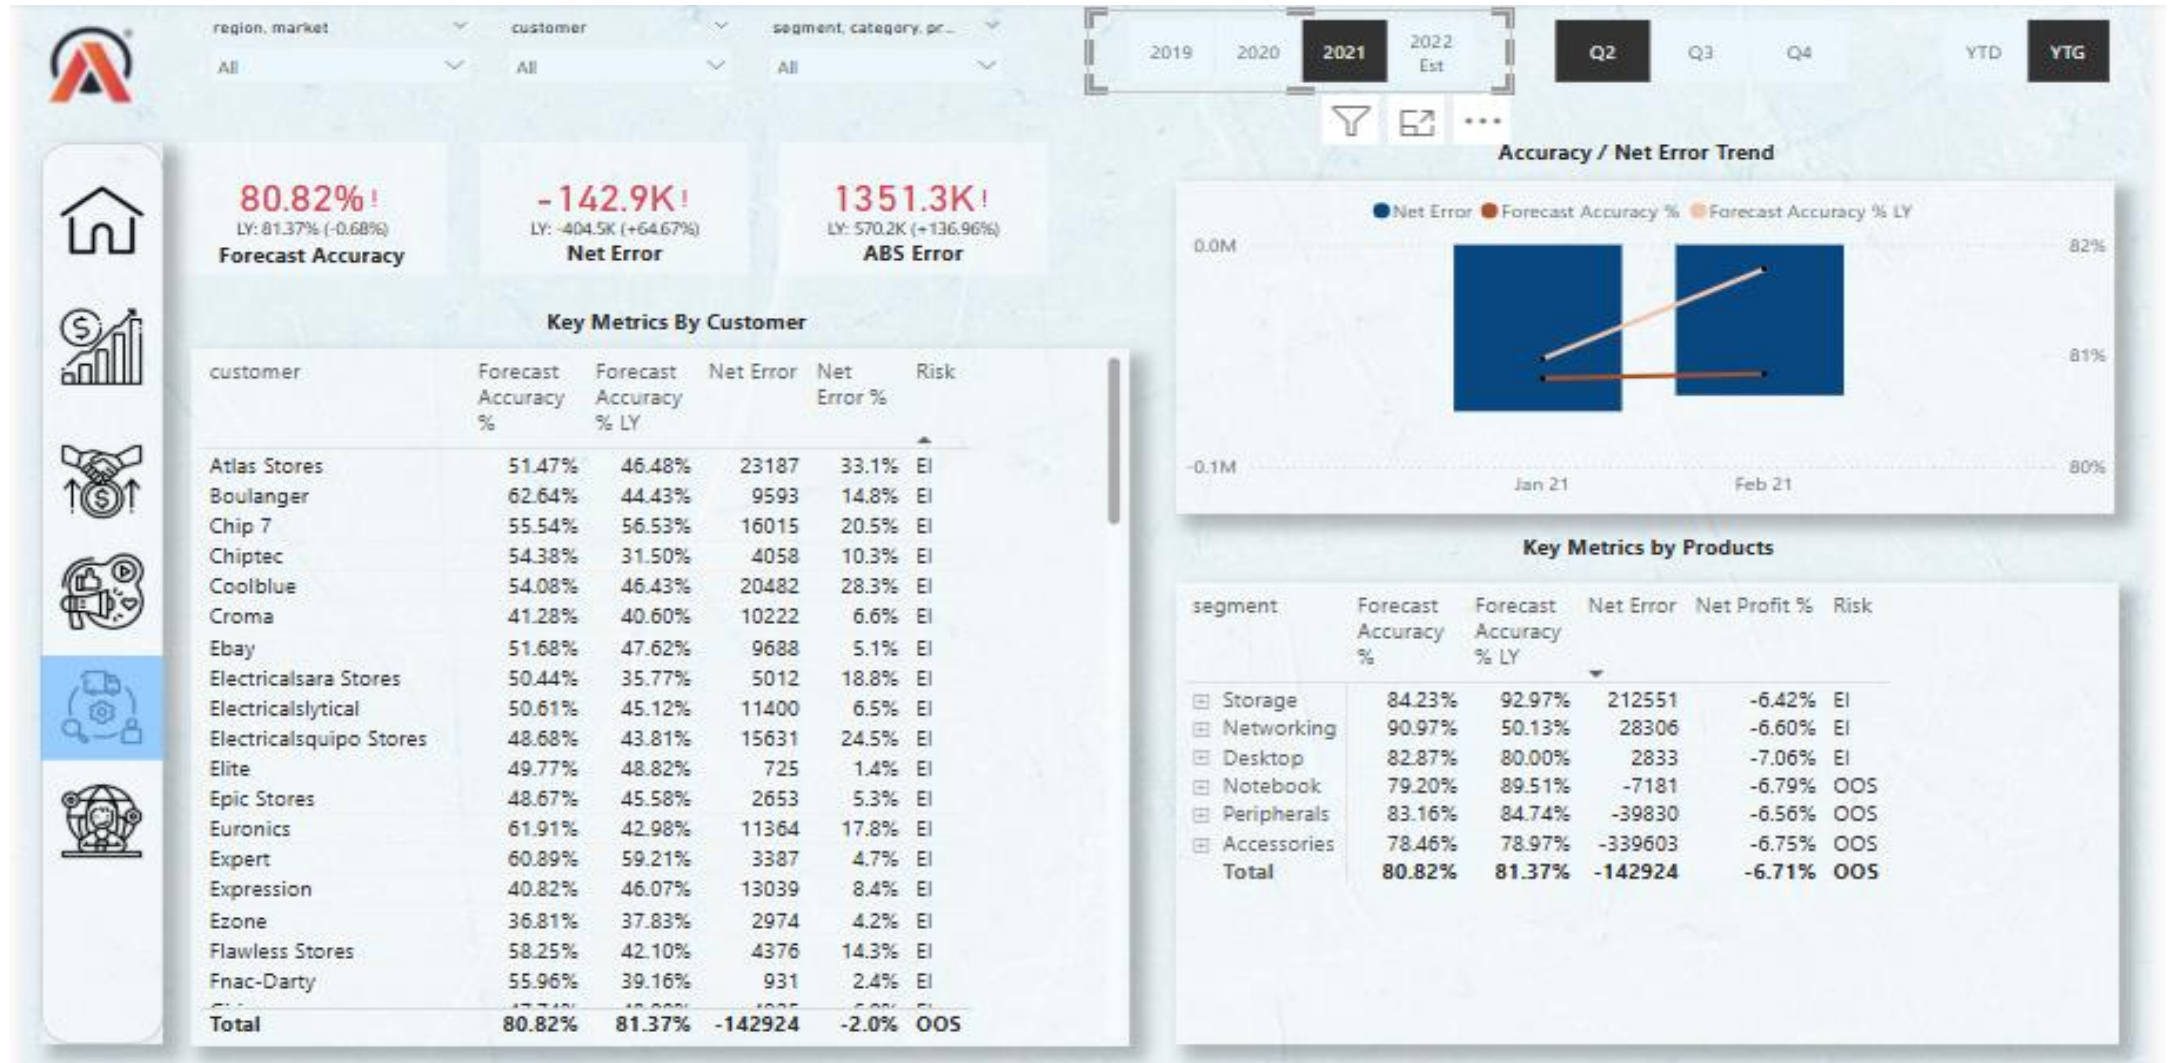 region, market
customer
segment, category, pr...
All
All
All
2019
2020
2021
2022
Est
Q2
Q3
Q4
YTD
YTG
80.82%!
LY: 81.37% (-0.68%)
Forecast Accuracy
-142.9K!
LY: -404.5K (+64.67%)
Net Error
1351.3K!
LY: 570.2K (+136.96%)
ABS Error
Key Metrics By Customer
customer Forecast Accuracy % Forecast Accuracy % LY Net Error Net Error % Risk
Atlas Stores 51.47% 46.48% 23187 33.1% EI
Boulanger 62.64% 44.43% 9593 14.8% EI
Chip 7 55.54% 56.53% 16015 20.5% EI
Chiptec 54.38% 31.50% 4058 10.3% EI
Coolblue 54.08% 46.43% 20482 28.3% EI
Croma 41.28% 40.60% 10222 6.6% EI
Ebay 51.68% 47.62% 9688 5.1% EI
Electricalsara Stores 50.44% 35.77% 5012 18.8% EI
Electricalslytical 50.61% 45.12% 11400 6.5% EI
Electricalsquipo Stores 48.68% 43.81% 15631 24.5% EI
Elite 49.77% 48.82% 725 1.4% EI
Epic Stores 48.67% 45.58% 2653 5.3% EI
Euronics 61.91% 42.98% 11364 17.8% EI
Expert 60.89% 59.21% 3387 4.7% EI
Expression 40.82% 46.07% 13039 8.4% EI
Ezone 36.81% 37.83% 2974 4.2% EI
Flawless Stores 58.25% 42.10% 4376 14.3% EI
Fnac-Darty 55.96% 39.16% 931 2.4% EI
Total 80.82% 81.37% -142924 -2.0% OOS
Accuracy / Net Error Trend
Net Error Forecast Accuracy % Forecast Accuracy % LY
0.0M
82%
81%
-0.1M
80%
Jan 21
Feb 21
Key Metrics by Products
segment Forecast Accuracy % Forecast Accuracy % LY Net Error Net Profit % Risk
Storage 84.23% 92.97% 212551 -6.42% EI
Networking 90.97% 50.13% 28306 -6.60% EI
Desktop 82.87% 80.00% 2833 -7.06% EI
Notebook 79.20% 89.51% -7181 -6.79% OOS
Peripherals 83.16% 84.74% -39830 -6.56% OOS
Accessories 78.46% 78.97% -339603 -6.75% OOS
Total 80.82% 81.37% -142924 -6.71% OOS